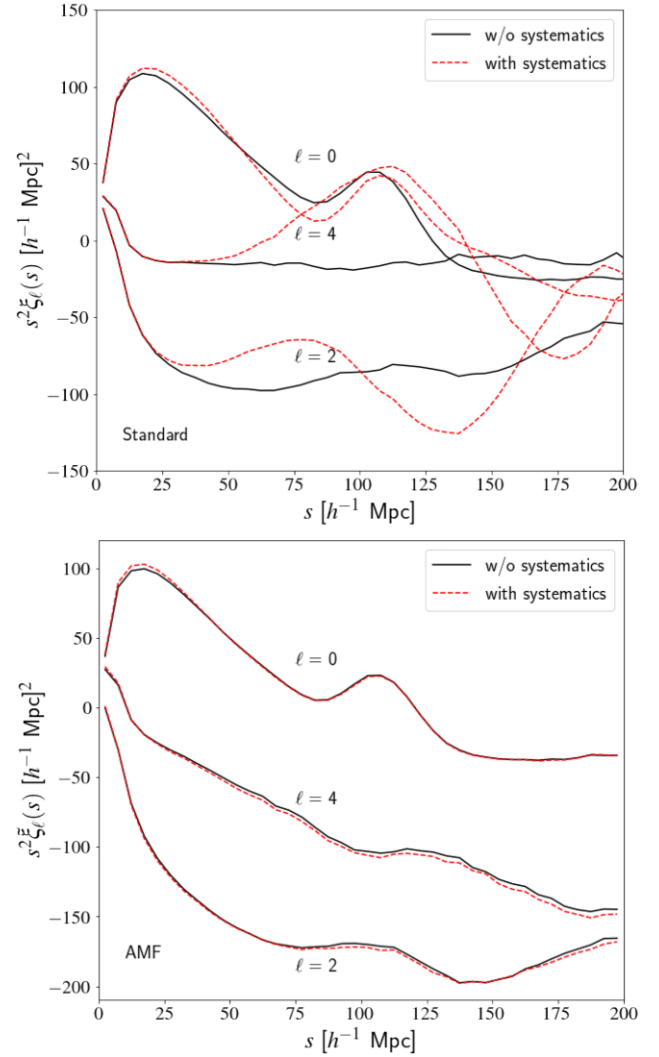 w/o systematics
with systematics
150
100
50
0
−50
−100
−150
s²ξ̃ℓ(s) [h⁻¹ Mpc]²
ℓ = 0
ℓ = 4
ℓ = 2
Standard
0 25 50 75 100 125 150 175 200
s [h⁻¹ Mpc]
w/o systematics
with systematics
100
50
0
−50
−100
−150
−200
s²ξ̃ℓ(s) [h⁻¹ Mpc]²
ℓ = 0
ℓ = 4
ℓ = 2
AMF
0 25 50 75 100 125 150 175 200
s [h⁻¹ Mpc]